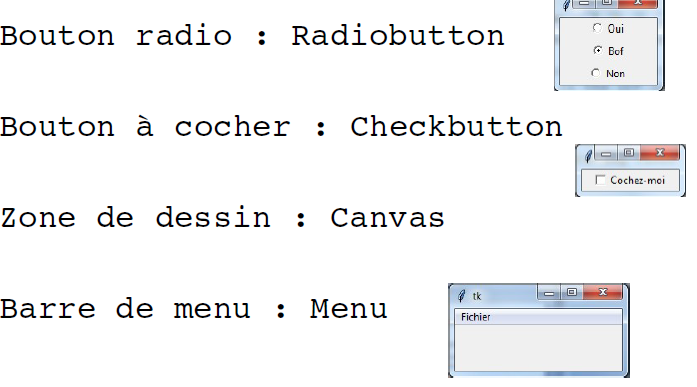 Bouton radio : Radiobutton
Oui
Bof
Non
Bouton à cocher : Checkbutton
Cochez-moi
Zone de dessin : Canvas
Barre de menu : Menu
tk
Fichier